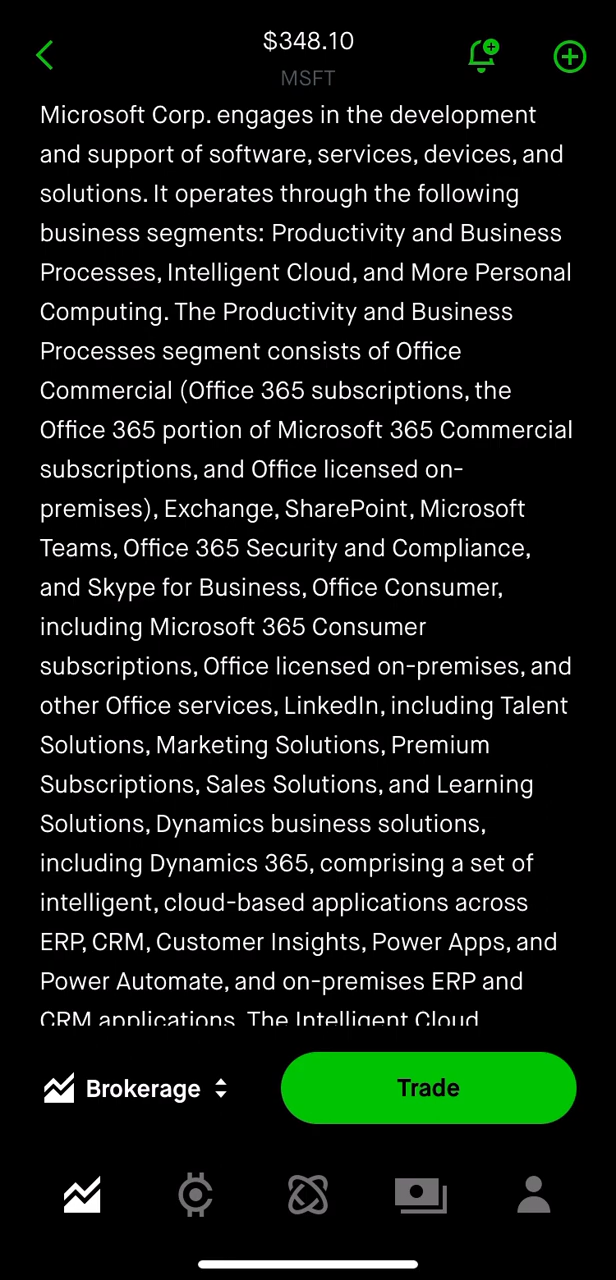 $348.10
MSFT
Microsoft Corp. engages in the development
and support of software, services, devices, and
solutions. It operates through the following
business segments: Productivity and Business
Processes, Intelligent Cloud, and More Personal
Computing. The Productivity and Business
Processes segment consists of Office
Commercial (Office 365 subscriptions, the
Office 365 portion of Microsoft 365 Commercial
subscriptions, and Office licensed on-
premises), Exchange, SharePoint, Microsoft
Teams, Office 365 Security and Compliance,
and Skype for Business, Office Consumer,
including Microsoft 365 Consumer
subscriptions, Office licensed on-premises, and
other Office services, LinkedIn, including Talent
Solutions, Marketing Solutions, Premium
Subscriptions, Sales Solutions, and Learning
Solutions, Dynamics business solutions,
including Dynamics 365, comprising a set of
intelligent, cloud-based applications across
ERP, CRM, Customer Insights, Power Apps, and
Power Automate, and on-premises ERP and
CRM applications. The Intelligent Cloud
Brokerage
Trade